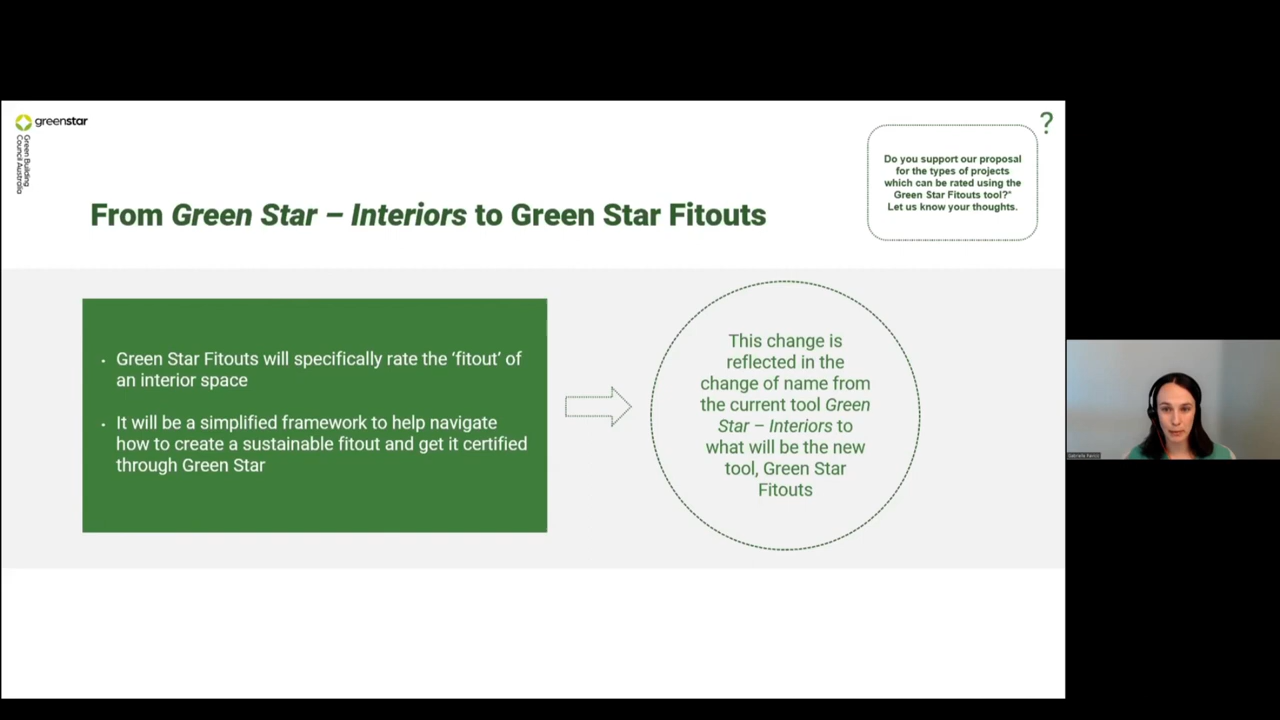 greenstar
Green Building
Council Australia
?
Do you support our proposal
for the types of projects
which can be rated using the
Green Star Fitouts tool?"
Let us know your thoughts.
From Green Star – Interiors to Green Star Fitouts
• Green Star Fitouts will specifically rate the ‘fitout’ of
an interior space
• It will be a simplified framework to help navigate
how to create a sustainable fitout and get it certified
through Green Star
This change is
reflected in the
change of name from
the current tool Green
Star – Interiors to
what will be the new
tool, Green Star
Fitouts